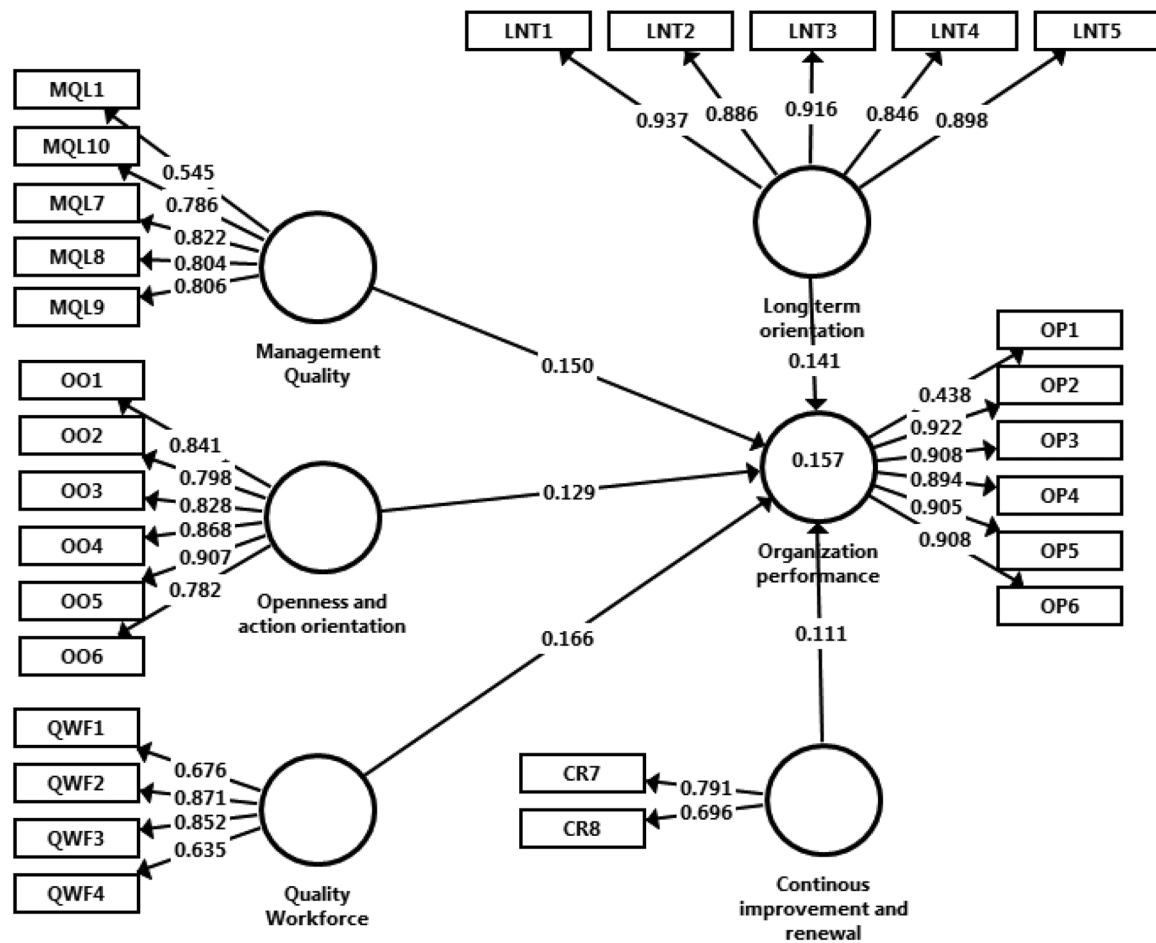 LNT1
LNT2
LNT3
LNT4
LNT5
0.937
0.886
0.916
0.846
0.898
MQL1
MQL10
MQL7
MQL8
MQL9
0.545
0.786
0.822
0.804
0.806
Management
Quality
0.150
Long term
orientation
0.141
OO1
OO2
OO3
OO4
OO5
OO6
0.841
0.798
0.828
0.868
0.907
0.782
Openness and
action orientation
0.129
0.157
Organization
performance
OP1
OP2
OP3
OP4
OP5
OP6
0.438
0.922
0.908
0.894
0.905
0.908
QWF1
QWF2
QWF3
QWF4
0.676
0.871
0.852
0.635
Quality
Workforce
0.166
0.111
CR7
CR8
0.791
0.696
Continous
improvement and
renewal